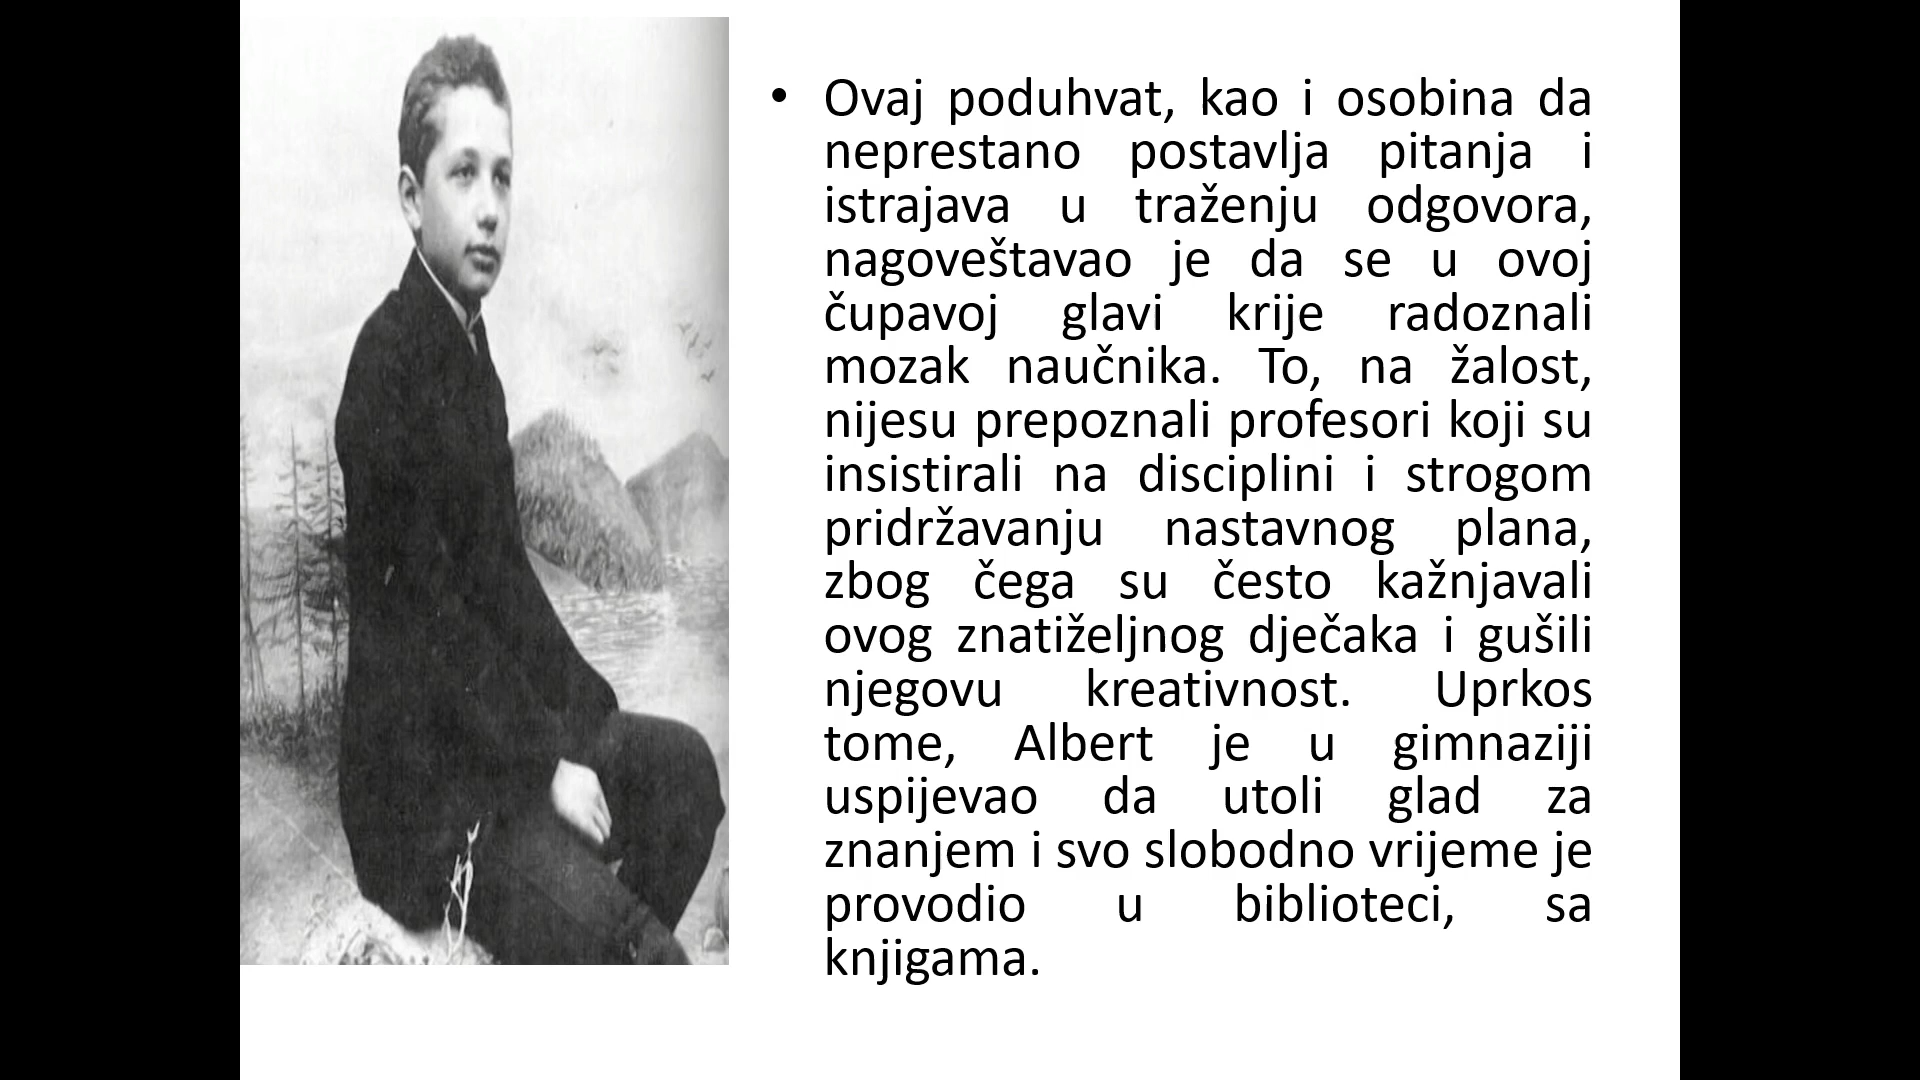 • Ovaj poduhvat, kao i osobina da
neprestano postavlja pitanja i
istrajava u traženju odgovora,
nagoveštavao je da se u ovoj
čupavoj glavi krije radoznali
mozak naučnika. To, na žalost,
nijesu prepoznali profesori koji su
insistirali na disciplini i strogom
pridržavanju nastavnog plana,
zbog čega su često kažnjavali
ovog znatiželjnog dječaka i gušili
njegovu kreativnost. Uprkos
tome, Albert je u gimnaziji
uspijevao da utoli glad za
znanjem i svo slobodno vrijeme je
provodio u biblioteci, sa
knjigama.